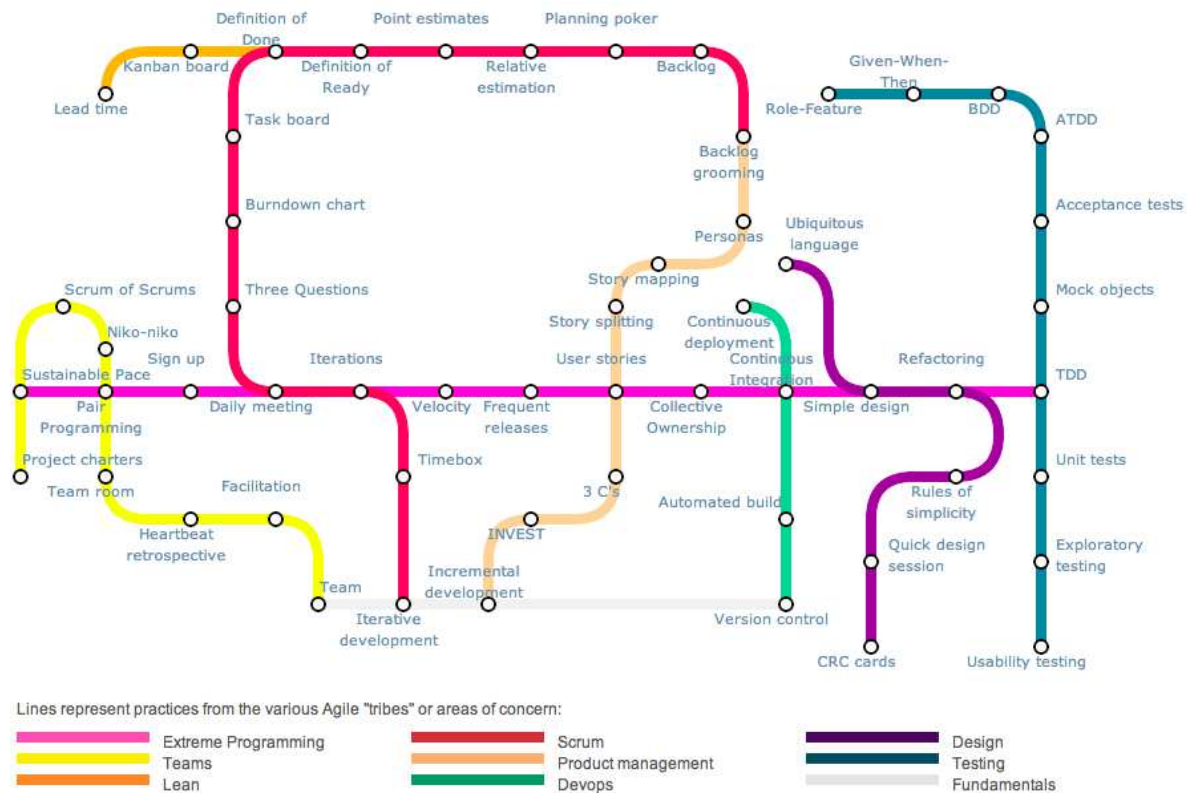 Definition of
Done
Point estimates
Planning poker
Kanban board
Definition of
Ready
Relative
estimation
Backlog
Given-When-
Then
Lead time
Role-Feature
BDD
ATDD
Task board
Backlog
grooming
Burndown chart
Acceptance tests
Personas
Ubiquitous
language
Story mapping
Scrum of Scrums
Three Questions
Mock objects
Story splitting
Continuous
deployment
Niko-niko
Sign up
Iterations
User stories
Continuous
Integration
Refactoring
Sustainable Pace
TDD
Pair
Programming
Daily meeting
Velocity
Frequent
releases
Collective
Ownership
Simple design
Project charters
Team room
Facilitation
Timebox
3 C's
Automated build
Rules of
simplicity
Unit tests
Heartbeat
retrospective
INVEST
Quick design
session
Exploratory
testing
Team
Incremental
development
Iterative
development
Version control
CRC cards
Usability testing
Lines represent practices from the various Agile "tribes" or areas of concern:
Extreme Programming
Scrum
Design
Teams
Product management
Testing
Lean
Devops
Fundamentals